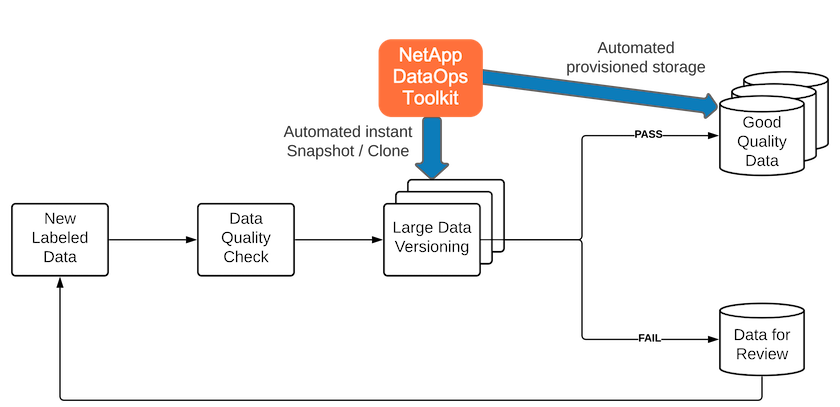 NetApp
DataOps
Toolkit
Automated
provisioned storage
Automated instant
Snapshot / Clone
New
Labeled
Data
Data
Quality
Check
Large Data
Versioning
PASS
Good
Quality
Data
FAIL
Data for
Review